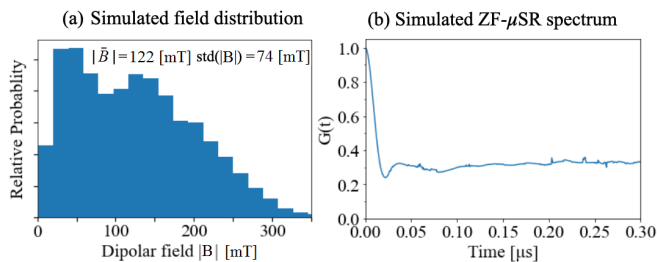 (a) Simulated field distribution
| B̄ | = 122 [mT] std(|B|) = 74 [mT]
Relative Probablity
0 100 200 300
Dipolar field |B| [mT]
(b) Simulated ZF-μSR spectrum
1.0
0.8
0.6
0.4
0.2
0.0
G(t)
0.00 0.05 0.10 0.15 0.20 0.25 0.30
Time [μs]